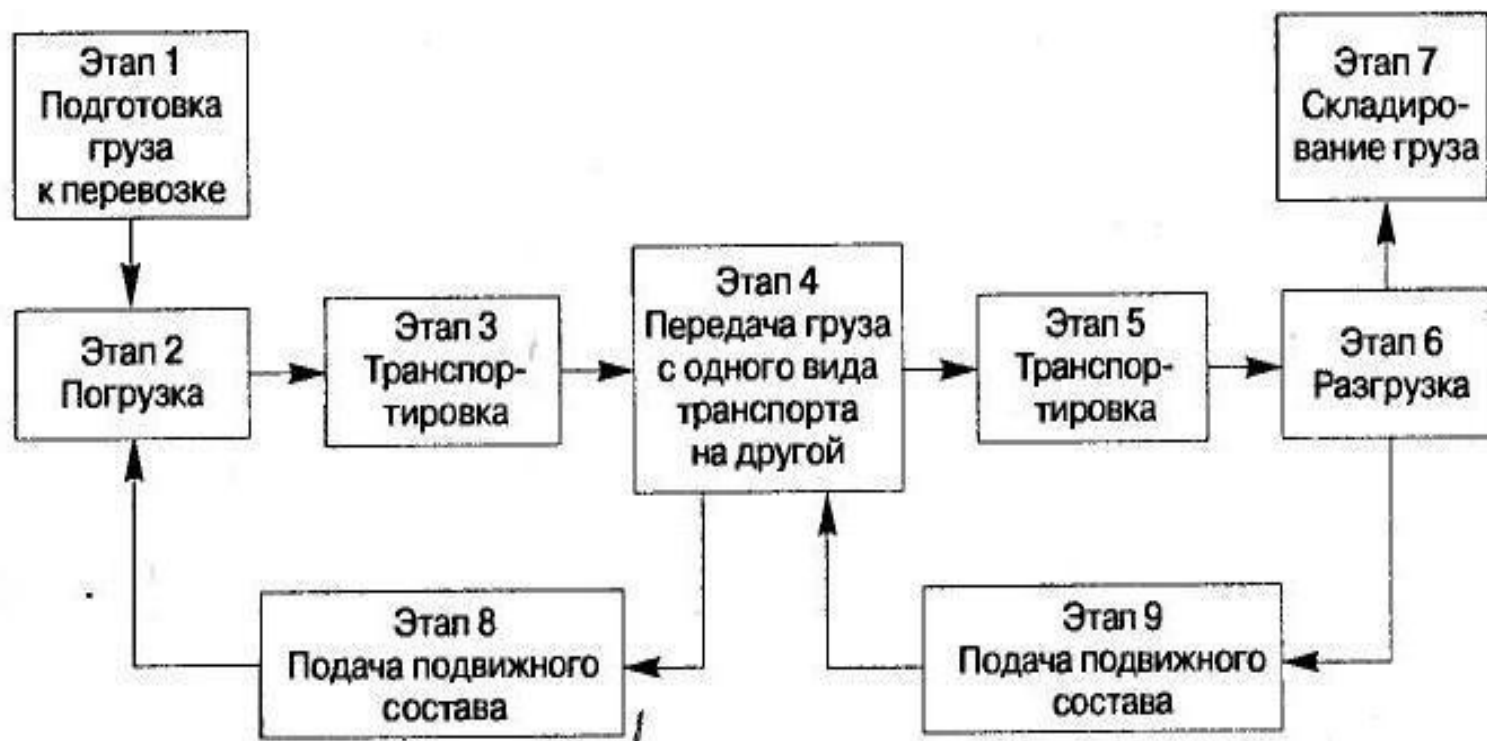 Этап 1
Подготовка
груза
к перевозке
Этап 2
Погрузка
Этап 3
Транспор-
тировка
Этап 4
Передача груза
с одного вида
транспорта
на другой
Этап 5
Транспор-
тировка
Этап 6
Разгрузка
Этап 7
Складиро-
вание груза
Этап 8
Подача подвижного
состава
Этап 9
Подача подвижного
состава